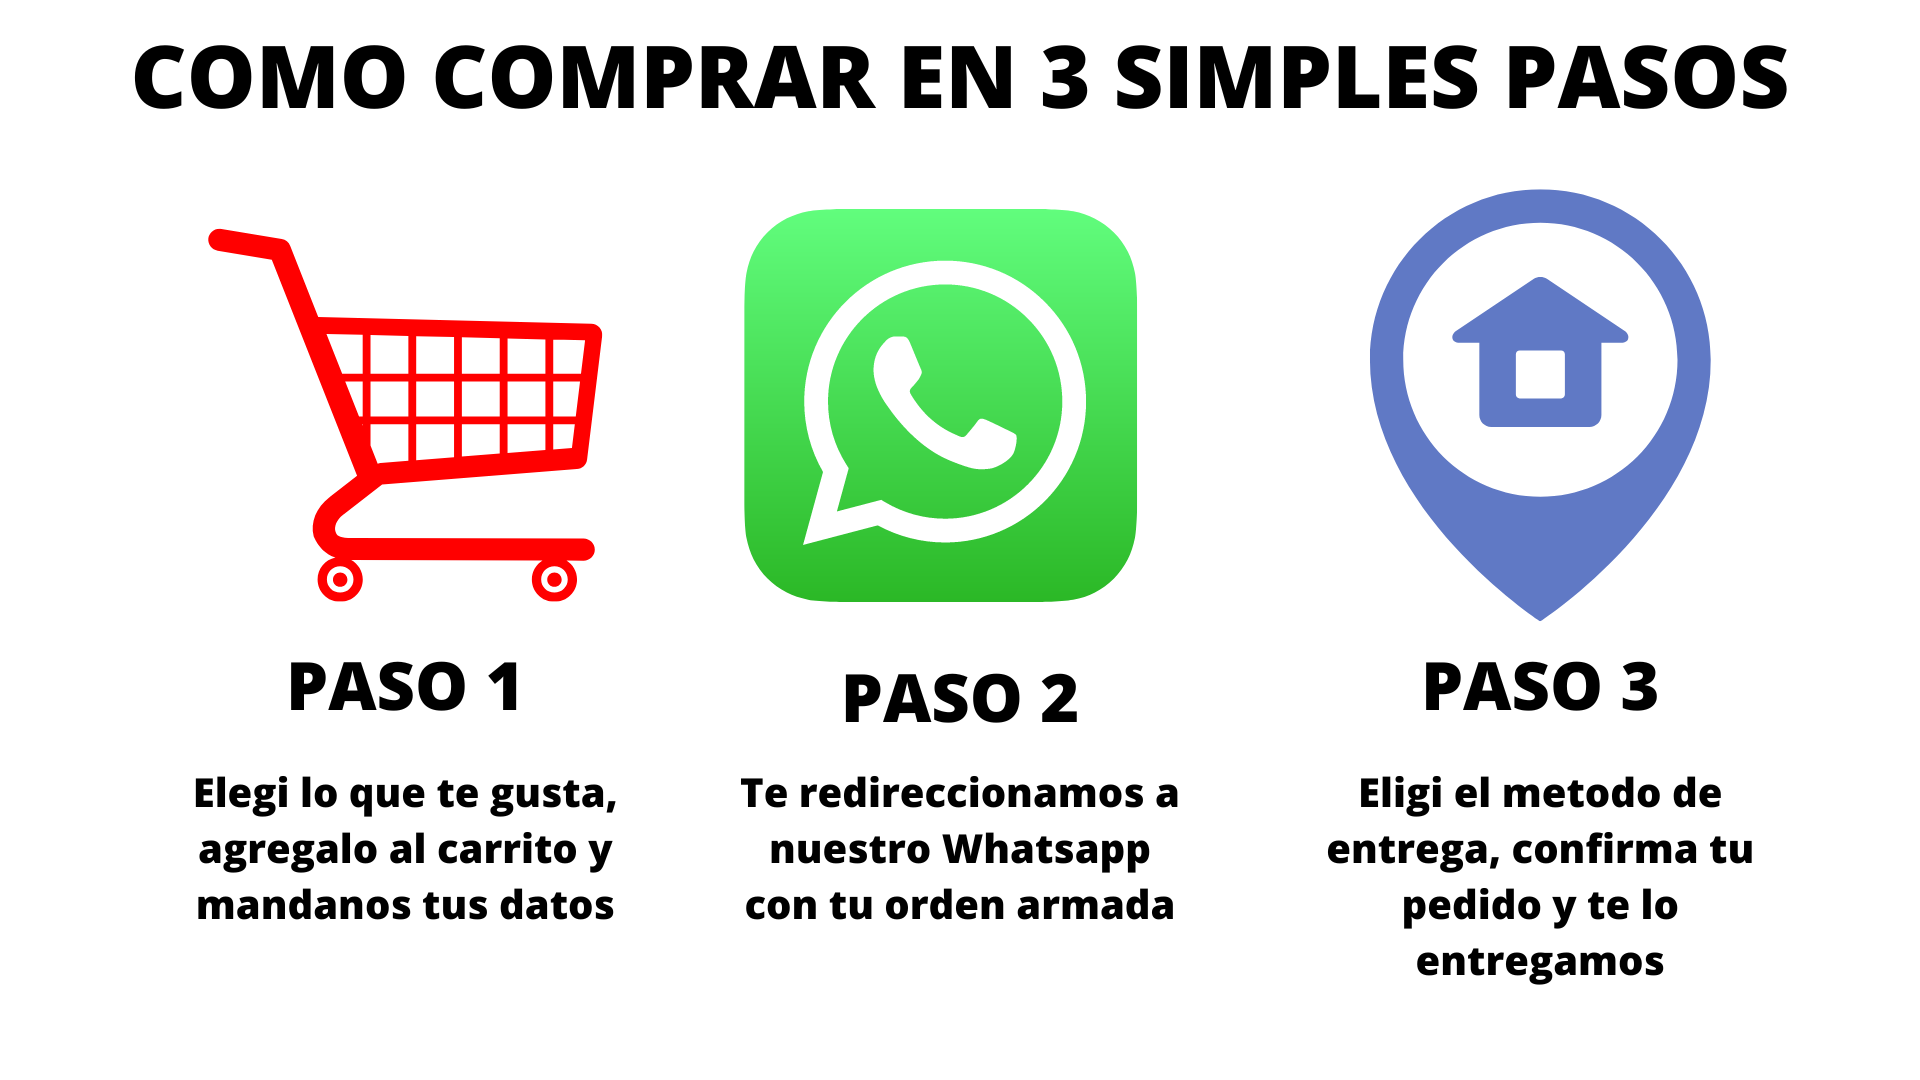 COMO COMPRAR EN 3 SIMPLES PASOS
PASO 1
Elegi lo que te gusta,
agregalo al carrito y
mandanos tus datos
PASO 2
Te redireccionamos a
nuestro Whatsapp
con tu orden armada
PASO 3
Eligi el metodo de
entrega, confirma tu
pedido y te lo
entregamos